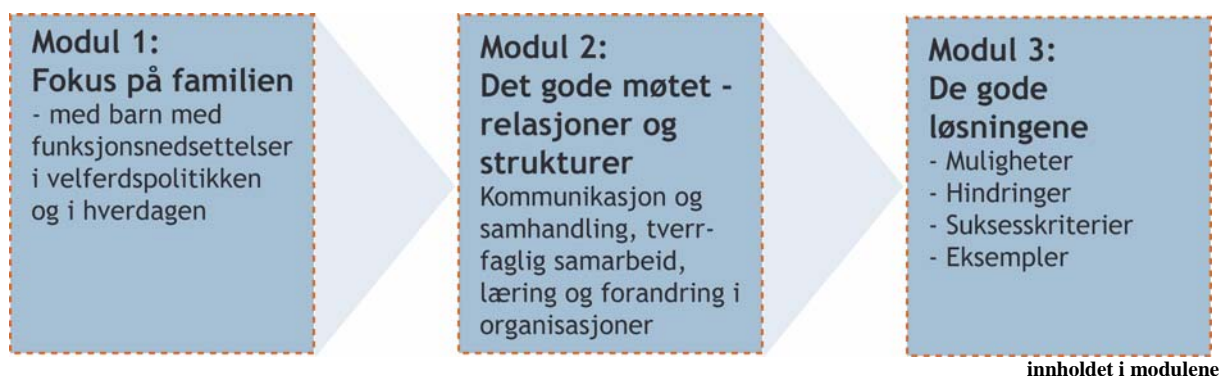 Modul 1:
Fokus på familien
- med barn med
funksjonsnedsettelser
i velferdspolitikken
og i hverdagen
Modul 2:
Det gode møtet -
relasjoner og
strukturer
Kommunikasjon og
samhandling, tverr-
faglig samarbeid,
læring og forandring i
organisasjoner
Modul 3:
De gode
løsningene
- Muligheter
- Hindringer
- Suksesskriterier
- Eksempler
innholdet i modulene